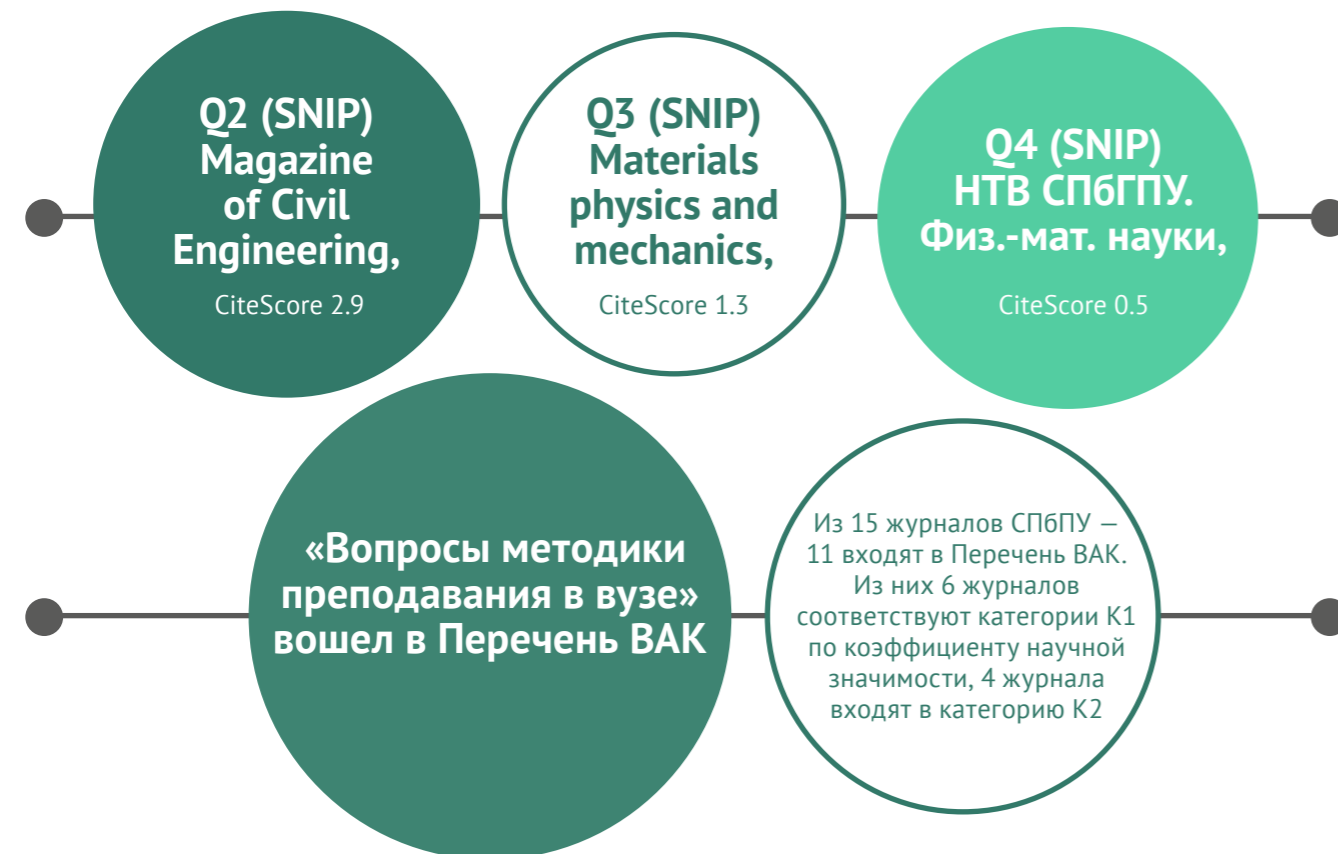 Q2 (SNIP)
Magazine
of Civil
Engineering,
CiteScore 2.9
Q3 (SNIP)
Materials
physics and
mechanics,
CiteScore 1.3
Q4 (SNIP)
НТВ СПбГПУ.
Физ.-мат. науки,
CiteScore 0.5
«Вопросы методики
преподавания в вузе»
вошел в Перечень ВАК
Из 15 журналов СПбПУ —
11 входят в Перечень ВАК.
Из них 6 журналов
соответствуют категории К1
по коэффициенту научной
значимости, 4 журнала
входят в категорию К2